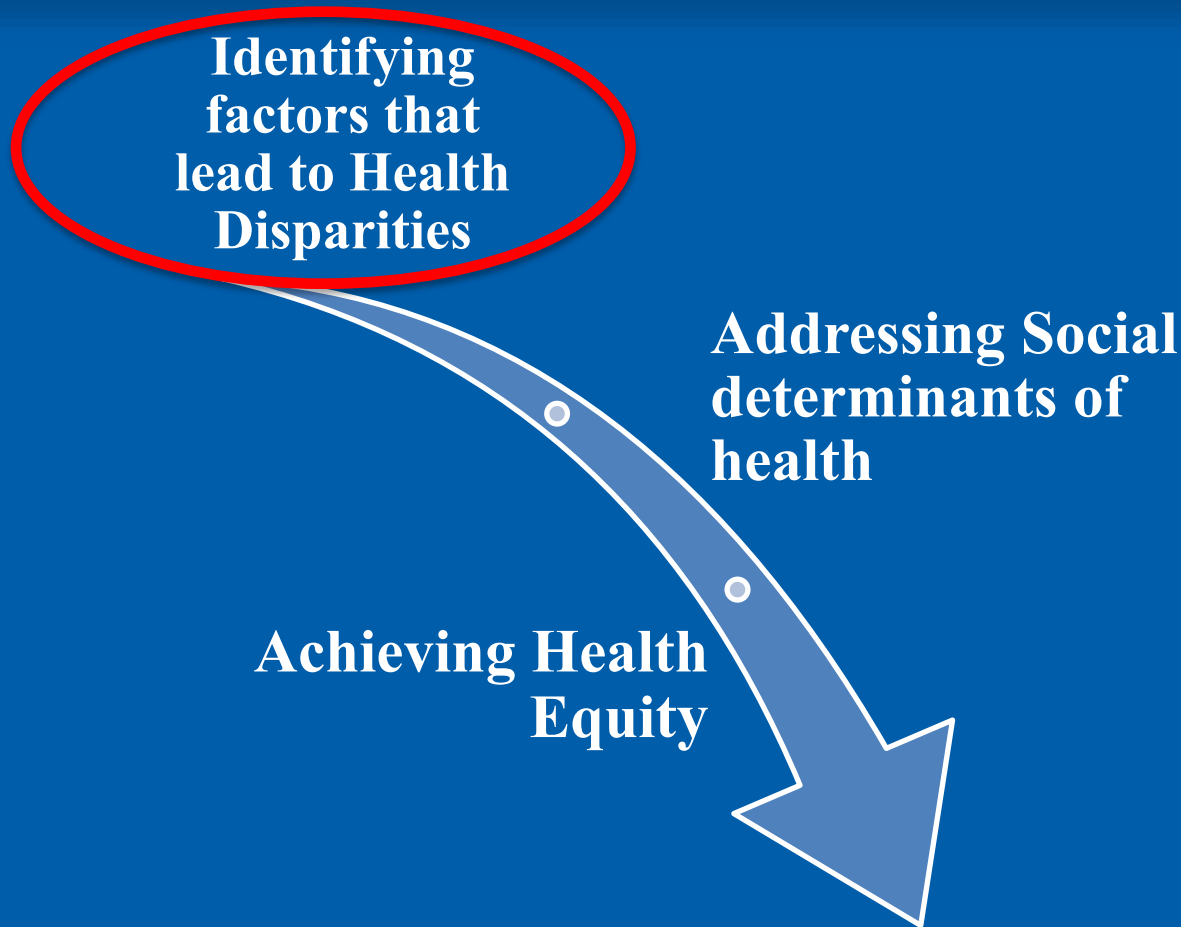 Identifying
factors that
lead to Health
Disparities
Addressing Social
determinants of
health
Achieving Health
Equity